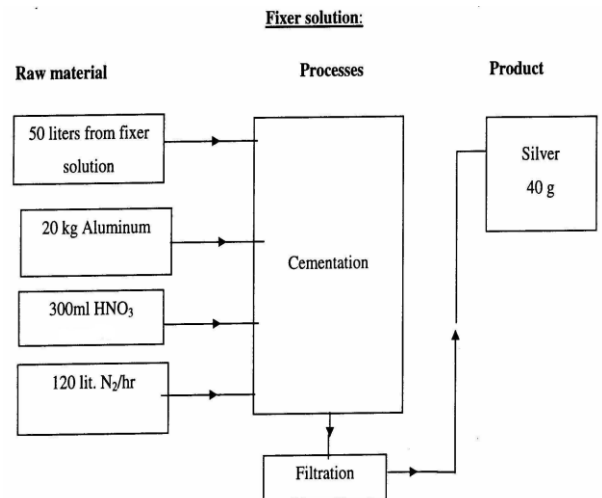 Fixer solution:
Raw material
Processes
Product
50 liters from fixer
solution
20 kg Aluminum
300ml HNO₃
120 lit. N₂/hr
Cementation
Filtration
Silver
40 g